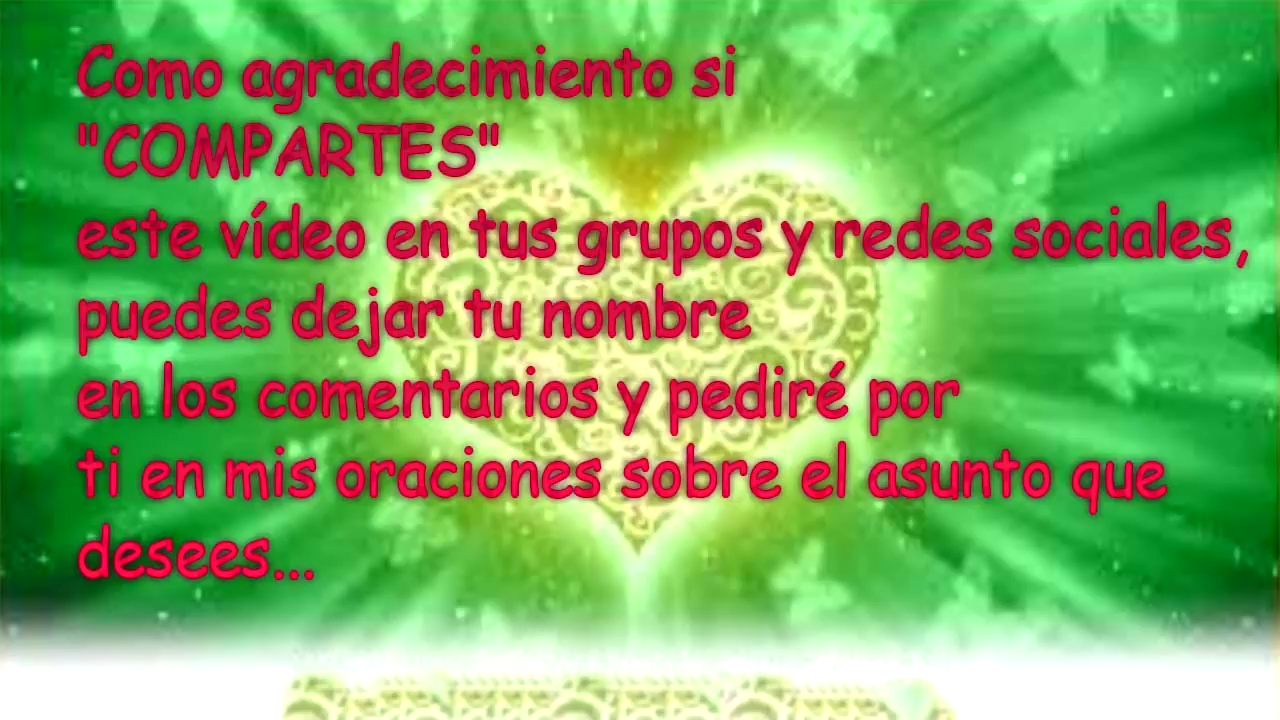 Como agradecimiento si
"COMPARTES"
este vídeo en tus grupos y redes sociales,
puedes dejar tu nombre
en los comentarios y pediré por
ti en mis oraciones sobre el asunto que
desees...